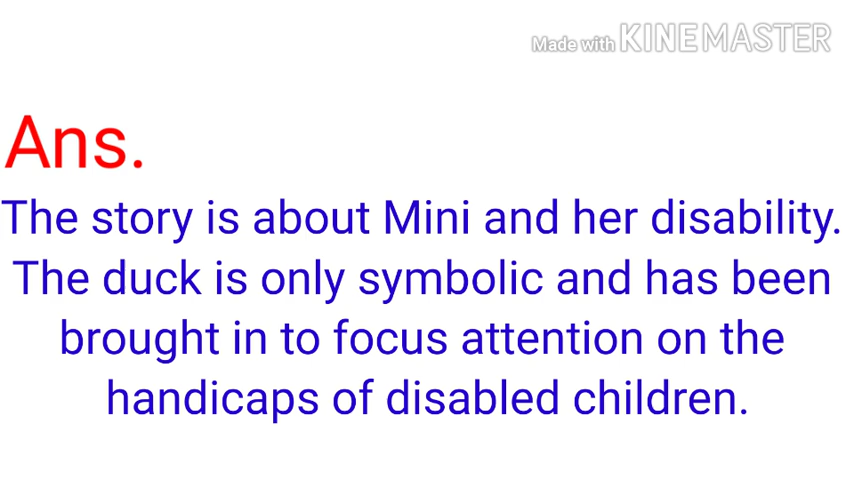 Made with KINEMASTER
Ans.
The story is about Mini and her disability.
The duck is only symbolic and has been
brought in to focus attention on the
handicaps of disabled children.